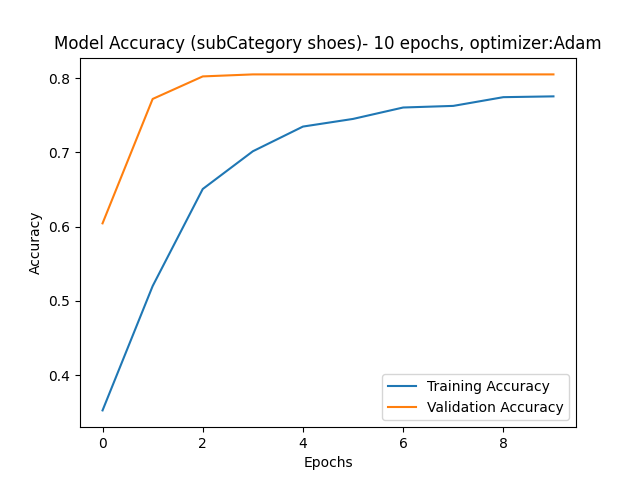 Model Accuracy (subCategory shoes)- 10 epochs, optimizer:Adam
0.8
0.7
0.6
0.5
0.4
Accuracy
Training Accuracy
Validation Accuracy
0 2 4 6 8
Epochs